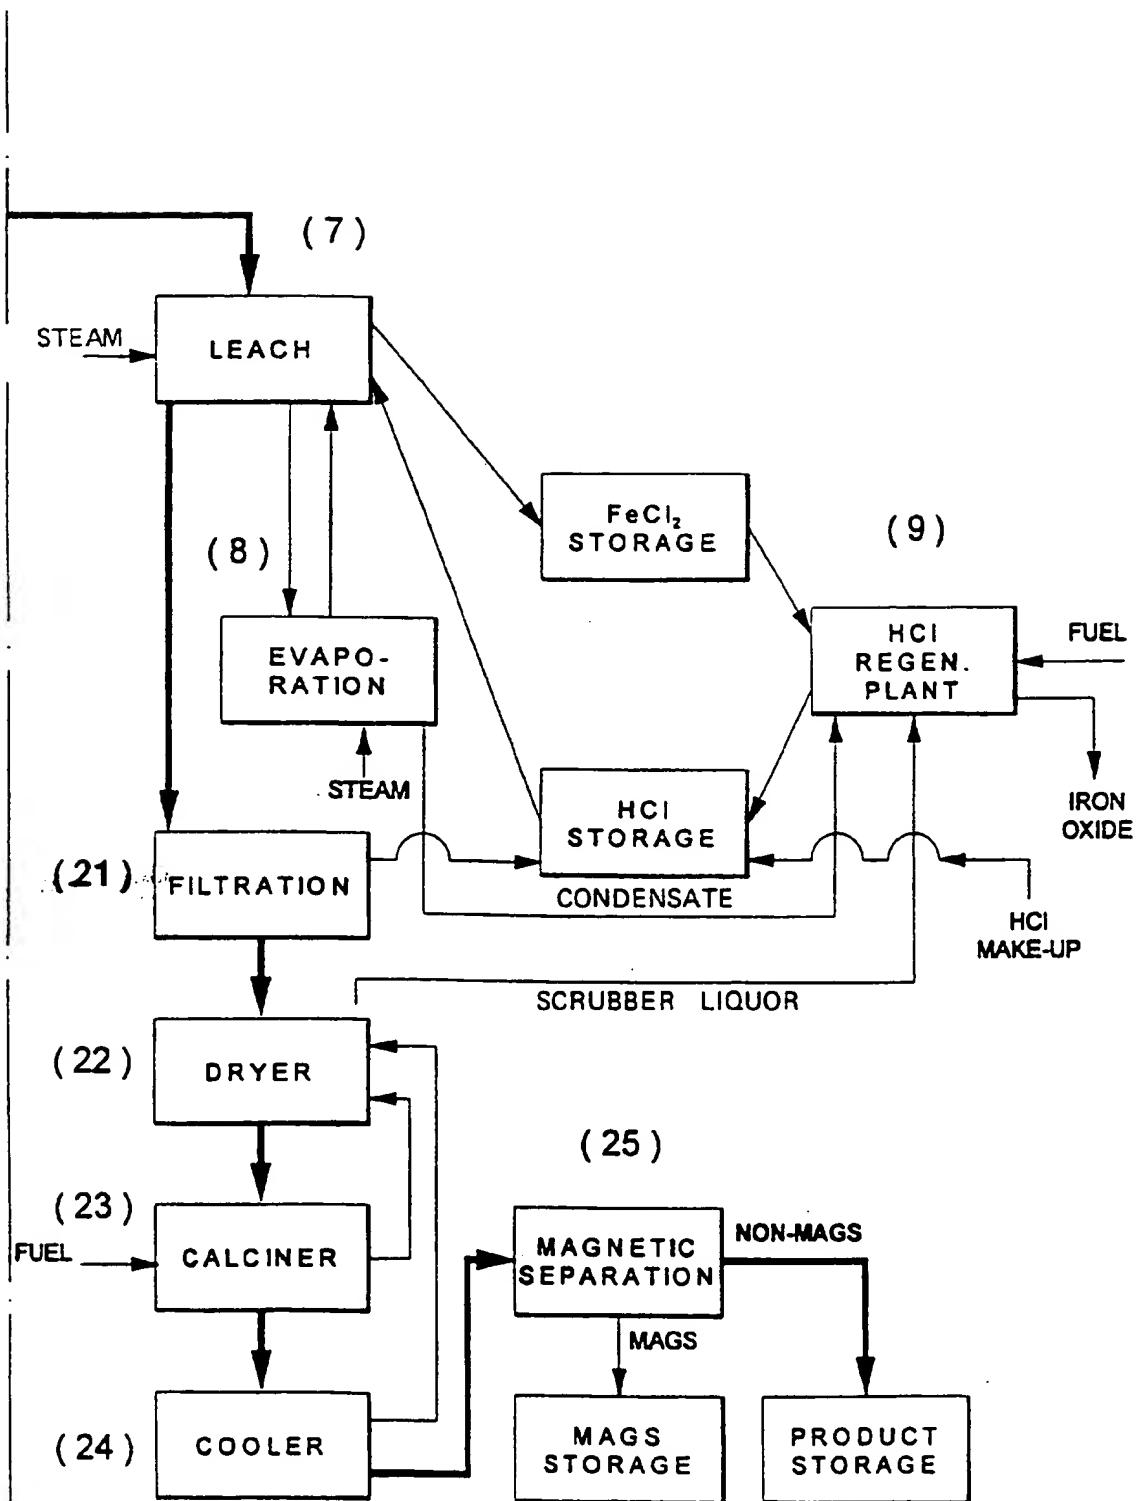 (7)
STEAM
LEACH
FeCl₂
STORAGE
(9)
(8)
EVAPO-
RATION
HCl
REGEN.
PLANT
FUEL
STEAM
HCl
STORAGE
IRON
OXIDE
(21)
FILTRATION
CONDENSATE
HCl
MAKE-UP
SCRUBBER LIQUOR
(22)
DRYER
(25)
(23)
FUEL
CALCINER
MAGNETIC
SEPARATION
NON-MAGS
MAGS
(24)
COOLER
MAGS
STORAGE
PRODUCT
STORAGE